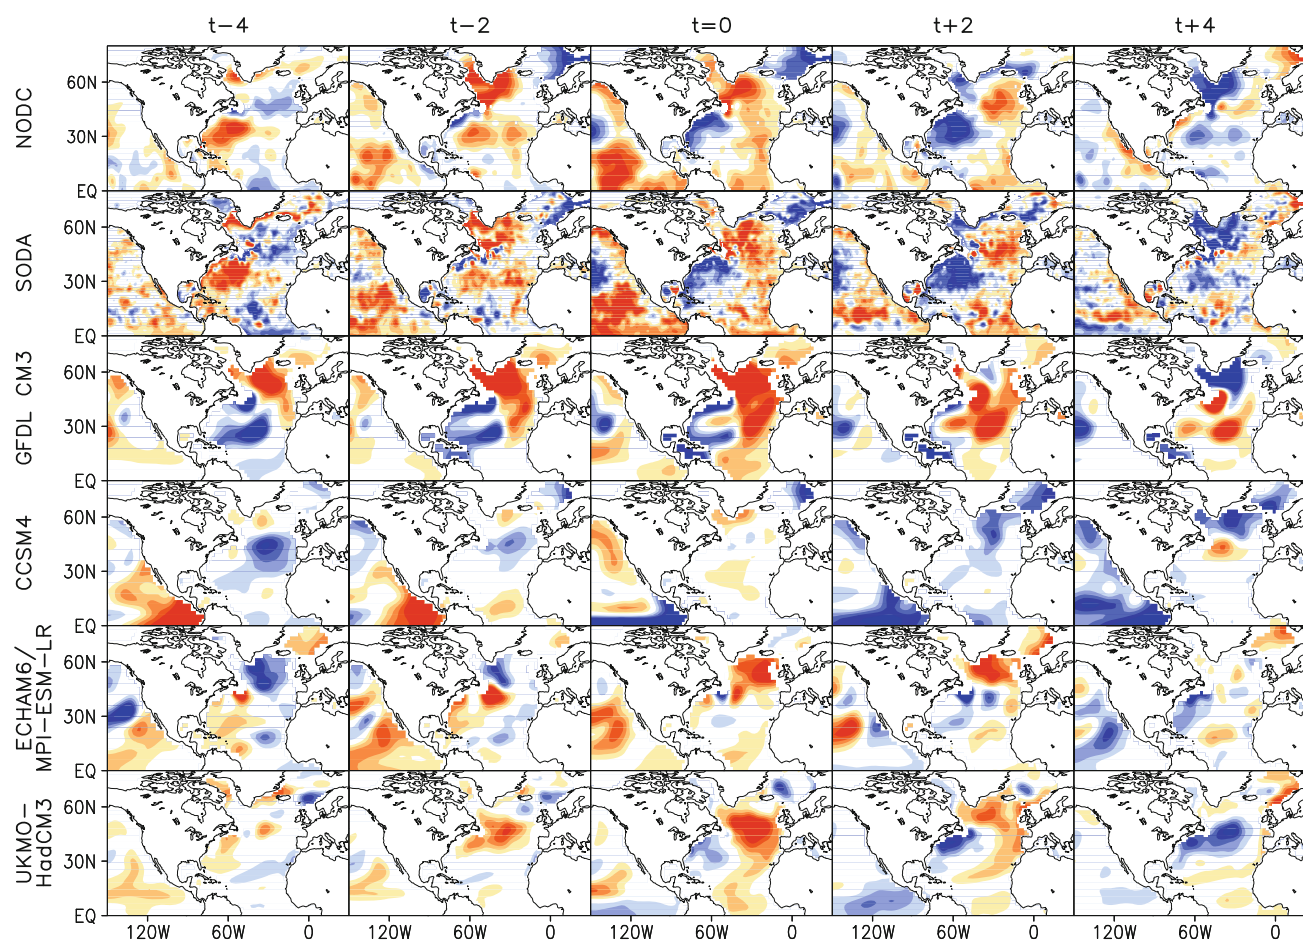 t−4 t−2 t=0 t+2 t+4
NODC
60N
30N
EQ
SODA
60N
30N
EQ
GFDL CM3
60N
30N
EQ
CCSM4
60N
30N
EQ
ECHAM6/
MPI−ESM−LR
60N
30N
EQ
UKMO−
HadCM3
60N
30N
EQ
120W 60W 0 120W 60W 0 120W 60W 0 120W 60W 0 120W 60W 0